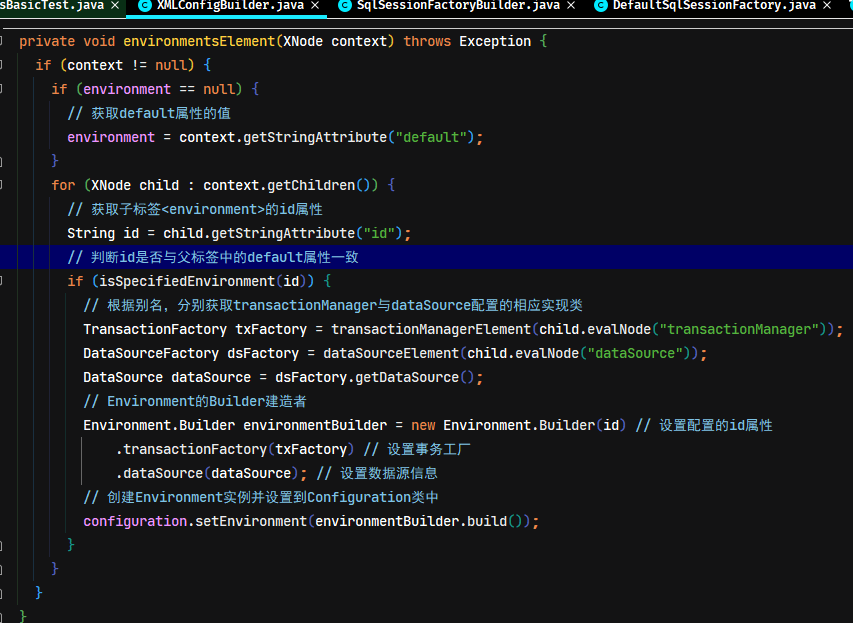 sBasicTest.java × C XMLConfigBuilder.java × C SqlSessionFactoryBuilder.java × C DefaultSqlSessionFactory.java ×
private void environmentsElement(XNode context) throws Exception {
if (context != null) {
if (environment == null) {
// 获取default属性的值
environment = context.getStringAttribute("default");
}
for (XNode child : context.getChildren()) {
// 获取子标签<environment>的id属性
String id = child.getStringAttribute("id");
// 判断id是否与父标签中的default属性一致
if (isSpecifiedEnvironment(id)) {
// 根据别名，分别获取transactionManager与dataSource配置的相应实现类
TransactionFactory txFactory = transactionManagerElement(child.evalNode("transactionManager"));
DataSourceFactory dsFactory = dataSourceElement(child.evalNode("dataSource"));
DataSource dataSource = dsFactory.getDataSource();
// Environment的Builder建造者
Environment.Builder environmentBuilder = new Environment.Builder(id) // 设置配置的id属性
.transactionFactory(txFactory) // 设置事务工厂
.dataSource(dataSource); // 设置数据源信息
// 创建Environment实例并设置到Configuration类中
configuration.setEnvironment(environmentBuilder.build());
}
}
}
}